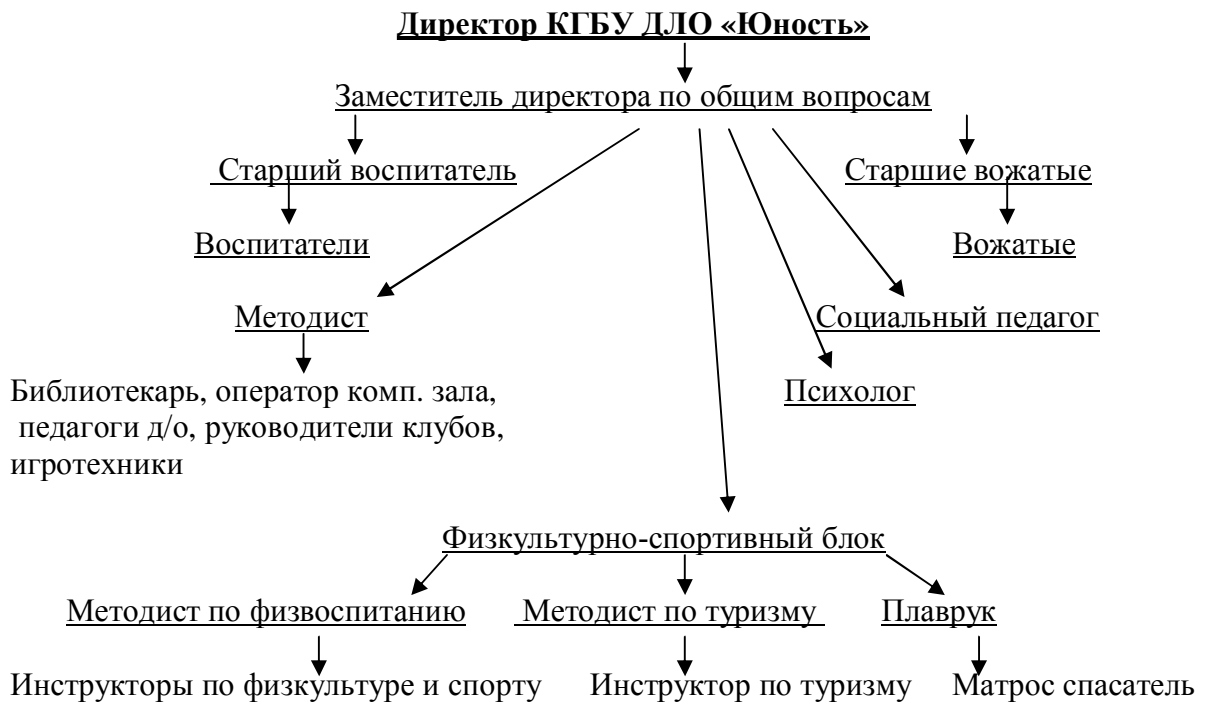 Директор КГБУ ДЛО «Юность»
Заместитель директора по общим вопросам
Старший воспитатель
Старшие вожатые
Воспитатели
Вожатые
Методист
Социальный педагог
Библиотекарь, оператор комп. зала,
педагоги д/о, руководители клубов,
игротехники
Психолог
Физкультурно-спортивный блок
Методист по физвоспитанию
Методист по туризму
Плаврук
Инструкторы по физкультуре и спорту
Инструктор по туризму
Матрос спасатель